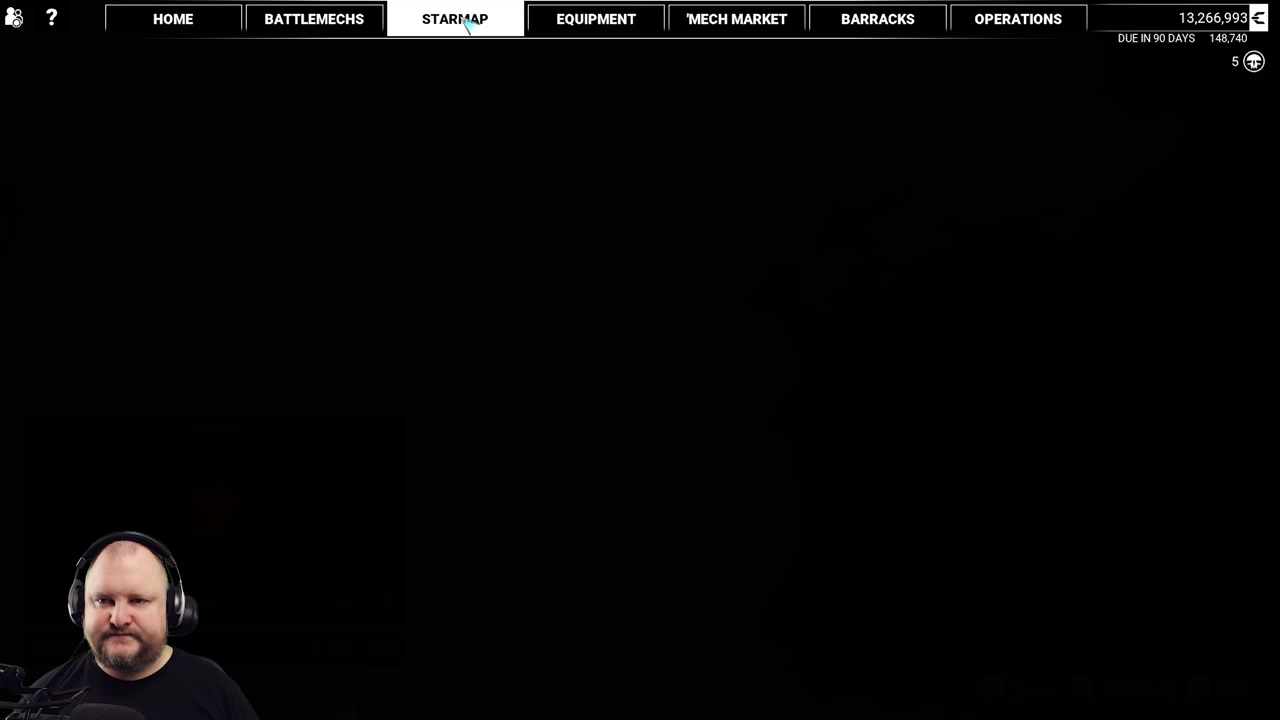 ?
HOME
BATTLEMECHS
STARMAP
EQUIPMENT
'MECH MARKET
BARRACKS
OPERATIONS
13,266,993
DUE IN 90 DAYS 148,740
5